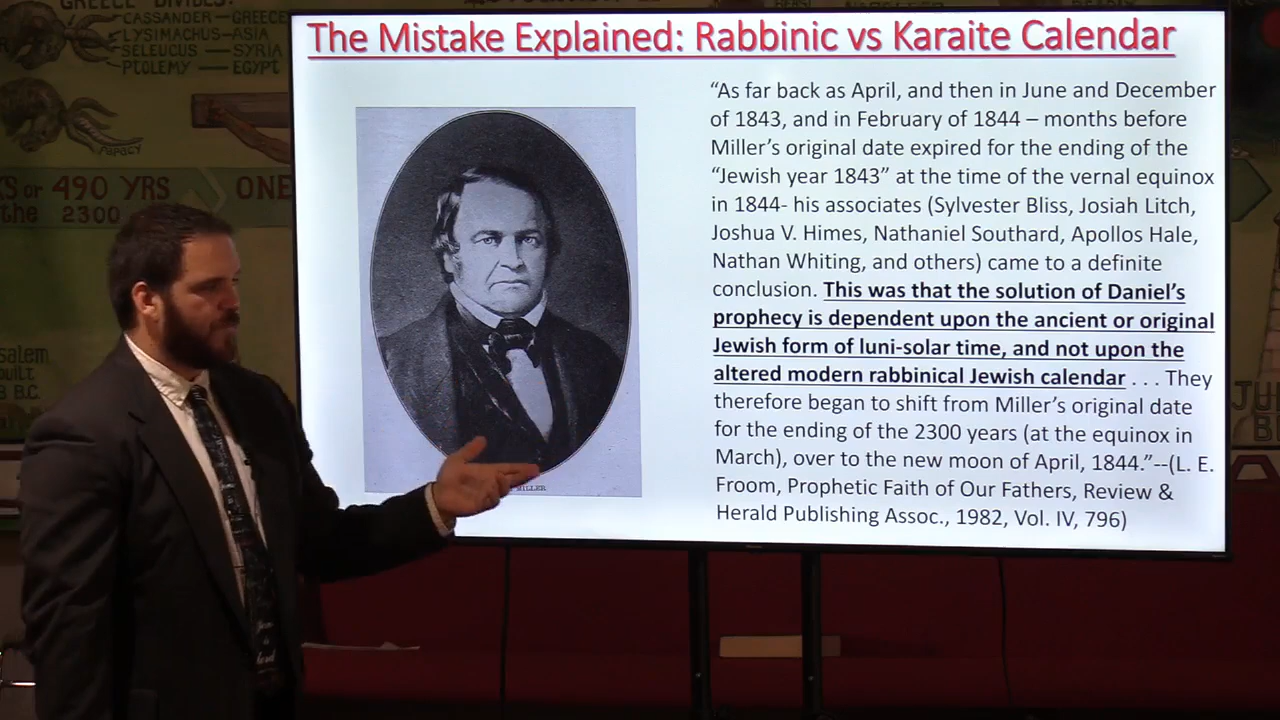 GREECE DIVIDES:
CASSANDER — GREECE
LYSIMACHUS — ASIA
SELEUCUS — SYRIA
PTOLEMY — EGYPT
PAPACY
or 490 YRS
the 2300
ONE
B.C.
The Mistake Explained: Rabbinic vs Karaite Calendar
MILLER
“As far back as April, and then in June and December
of 1843, and in February of 1844 – months before
Miller’s original date expired for the ending of the
“Jewish year 1843” at the time of the vernal equinox
in 1844- his associates (Sylvester Bliss, Josiah Litch,
Joshua V. Himes, Nathaniel Southard, Apollos Hale,
Nathan Whiting, and others) came to a definite
conclusion. This was that the solution of Daniel’s
prophecy is dependent upon the ancient or original
Jewish form of luni-solar time, and not upon the
altered modern rabbinical Jewish calendar . . . They
therefore began to shift from Miller’s original date
for the ending of the 2300 years (at the equinox in
March), over to the new moon of April, 1844.”--(L. E.
Froom, Prophetic Faith of Our Fathers, Review &
Herald Publishing Assoc., 1982, Vol. IV, 796)